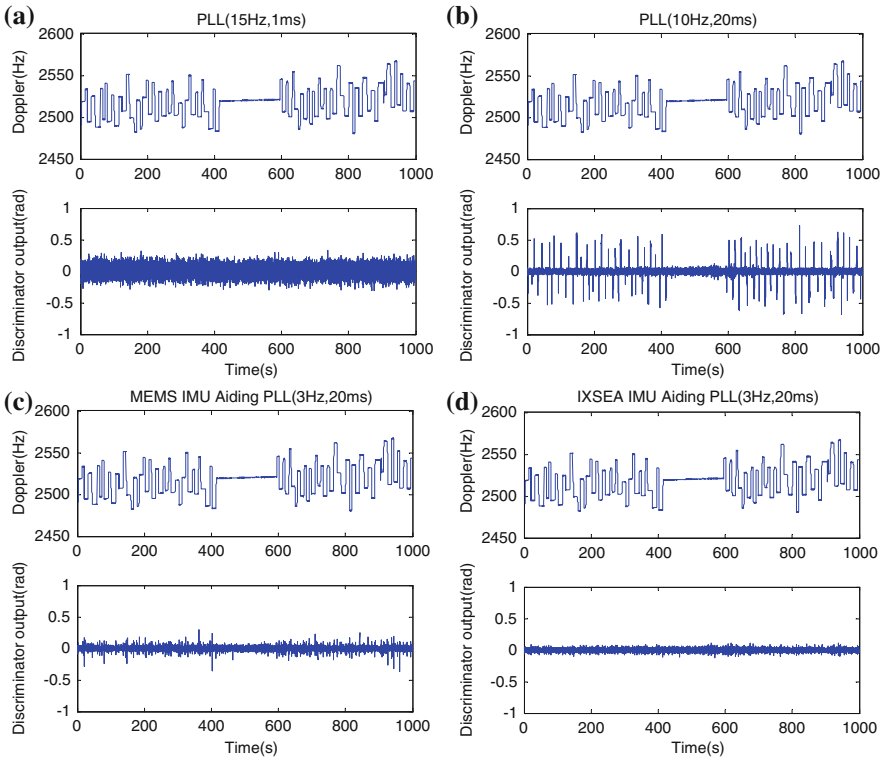 (a)
PLL(15Hz,1ms)
Doppler(Hz)
2600
2550
2500
2450
0 200 400 600 800 1000
Discriminator output(rad)
1
0.5
0
-0.5
-1
0 200 400 600 800 1000
Time(s)
(b)
PLL(10Hz,20ms)
Doppler(Hz)
2600
2550
2500
2450
0 200 400 600 800 1000
Discriminator output(rad)
1
0.5
0
-0.5
-1
0 200 400 600 800 1000
Time(s)
(c)
MEMS IMU Aiding PLL(3Hz,20ms)
Doppler(Hz)
2600
2550
2500
2450
0 200 400 600 800 1000
Discriminator output(rad)
1
0.5
0
-0.5
-1
0 200 400 600 800 1000
Time(s)
(d)
IXSEA IMU Aiding PLL(3Hz,20ms)
Doppler(Hz)
2600
2550
2500
2450
0 200 400 600 800 1000
Discriminator output(rad)
1
0.5
0
-0.5
-1
0 200 400 600 800 1000
Time(s)